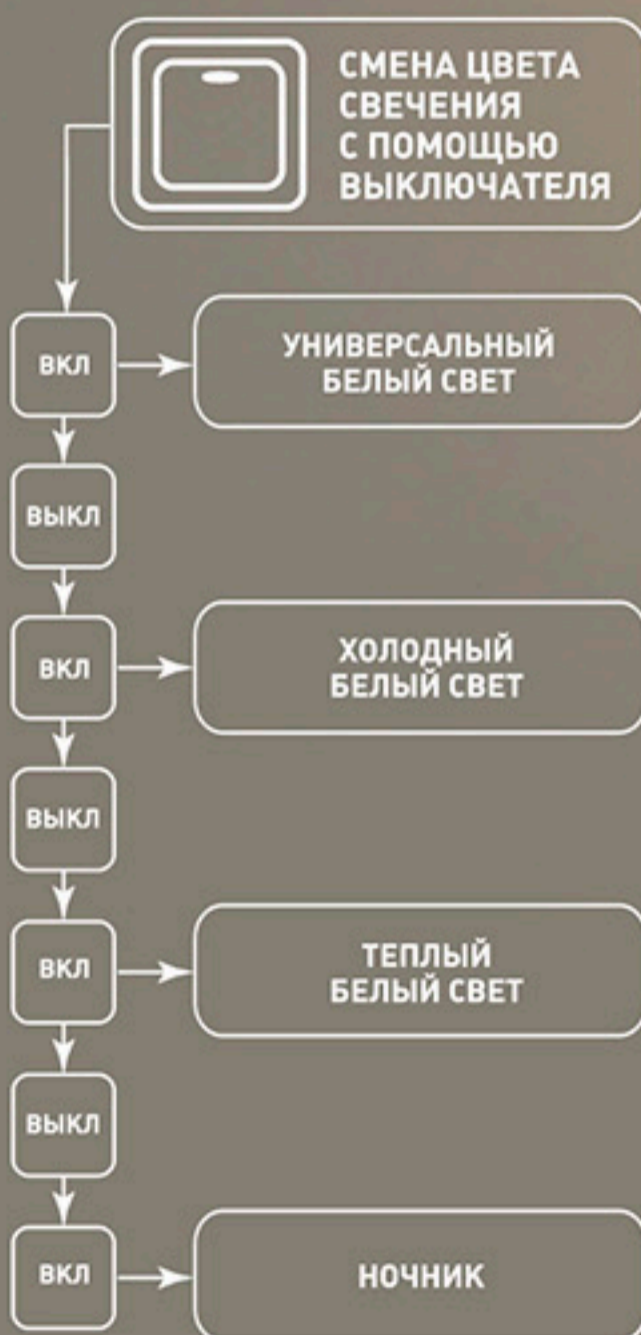 СМЕНА ЦВЕТА
СВЕЧЕНИЯ
С ПОМОЩЬЮ
ВЫКЛЮЧАТЕЛЯ
ВКЛ
УНИВЕРСАЛЬНЫЙ
БЕЛЫЙ СВЕТ
ВЫКЛ
ВКЛ
ХОЛОДНЫЙ
БЕЛЫЙ СВЕТ
ВЫКЛ
ВКЛ
ТЕПЛЫЙ
БЕЛЫЙ СВЕТ
ВЫКЛ
ВКЛ
НОЧНИК